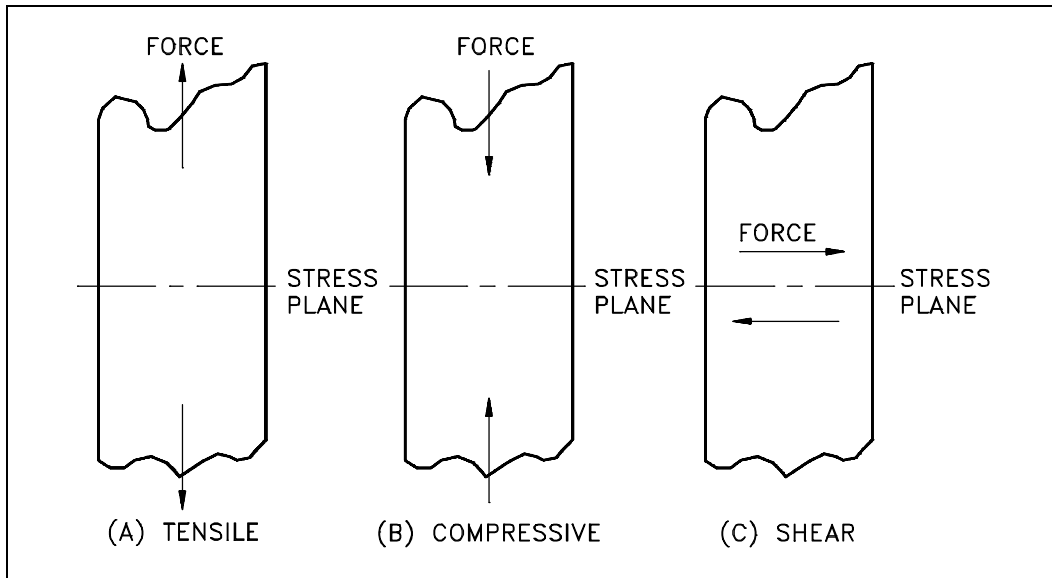 FORCE
FORCE
FORCE
STRESS
PLANE
STRESS
PLANE
STRESS
PLANE
(A) TENSILE
(B) COMPRESSIVE
(C) SHEAR